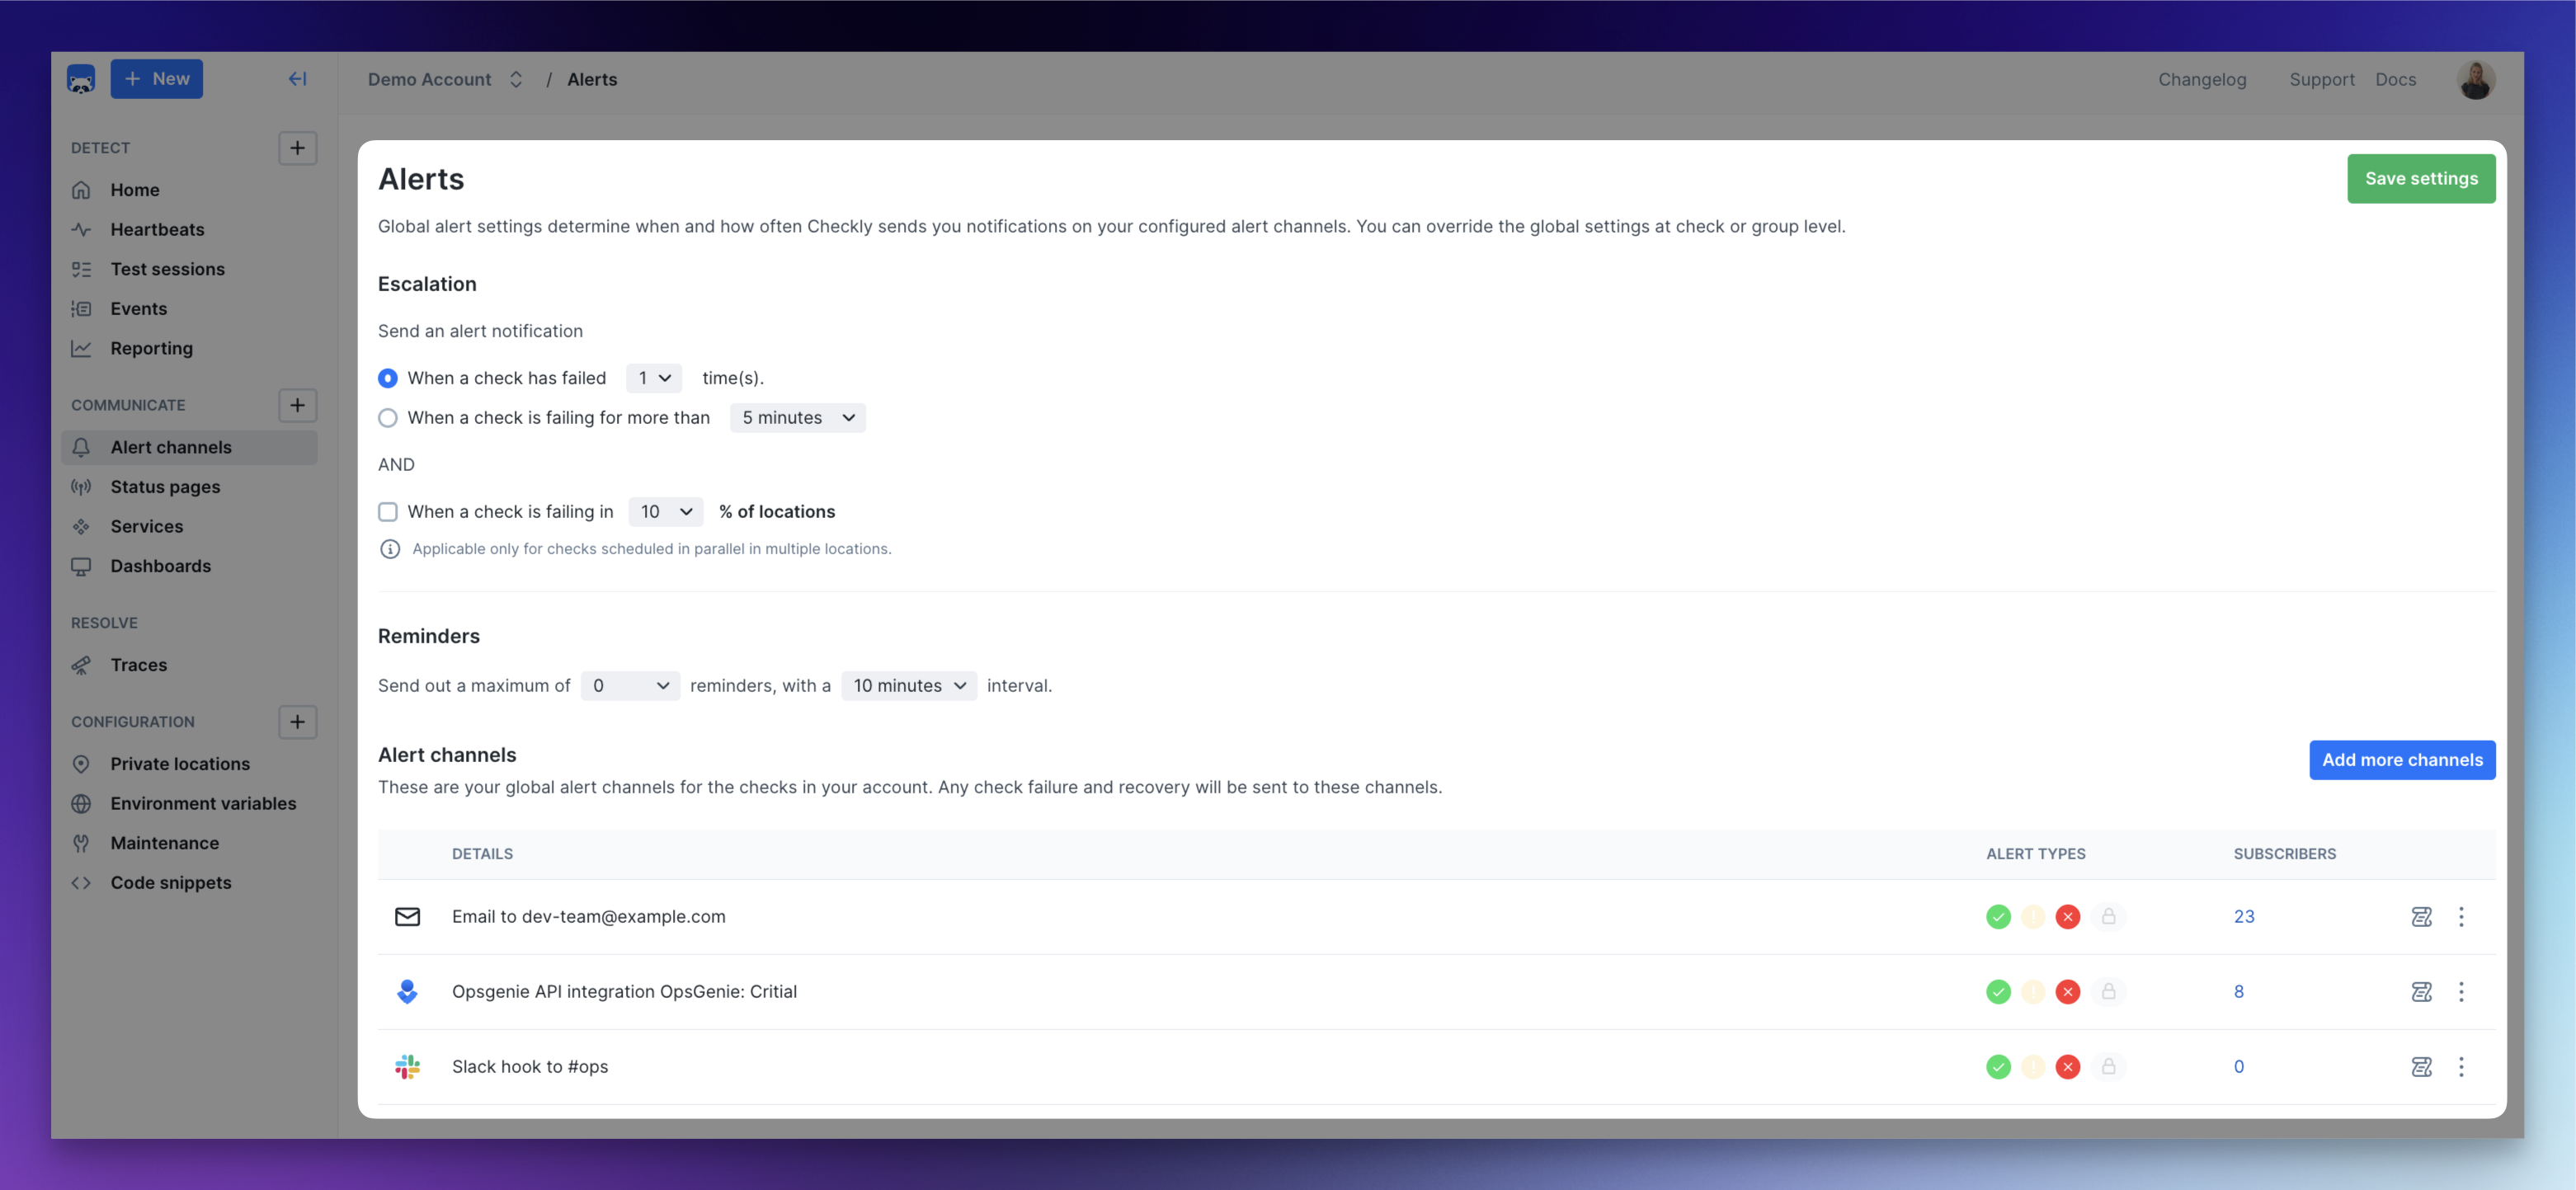 New
Demo Account / Alerts
Changelog Support Docs
DETECT
Home
Heartbeats
Test sessions
Events
Reporting
COMMUNICATE
Alert channels
Status pages
Services
Dashboards
RESOLVE
Traces
CONFIGURATION
Private locations
Environment variables
Maintenance
Code snippets
Alerts
Save settings
Global alert settings determine when and how often Checkly sends you notifications on your configured alert channels. You can override the global settings at check or group level.
Escalation
Send an alert notification
When a check has failed 1 time(s).
When a check is failing for more than 5 minutes
AND
When a check is failing in 10 % of locations
Applicable only for checks scheduled in parallel in multiple locations.
Reminders
Send out a maximum of 0 reminders, with a 10 minutes interval.
Alert channels
Add more channels
These are your global alert channels for the checks in your account. Any check failure and recovery will be sent to these channels.
DETAILS ALERT TYPES SUBSCRIBERS
Email to dev-team@example.com 23
Opsgenie API integration OpsGenie: Critial 8
Slack hook to #ops 0